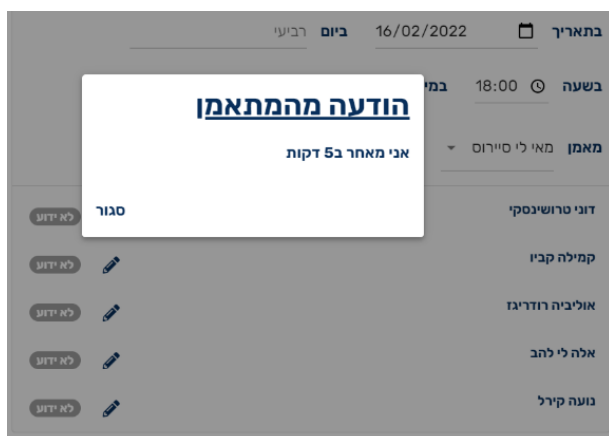 בתאריך 16/02/2022 ביום רביעי
בשעה 18:00 במי
מאמן מאי לי סיירוס
הודעה מהמתאמן
אני מאחר ב5 דקות
סגור
דוני טרושינסקי לא ידוע
קמילה קביו לא ידוע
אוליביה רודריגז לא ידוע
אלה לי להב לא ידוע
נועה קירל לא ידוע